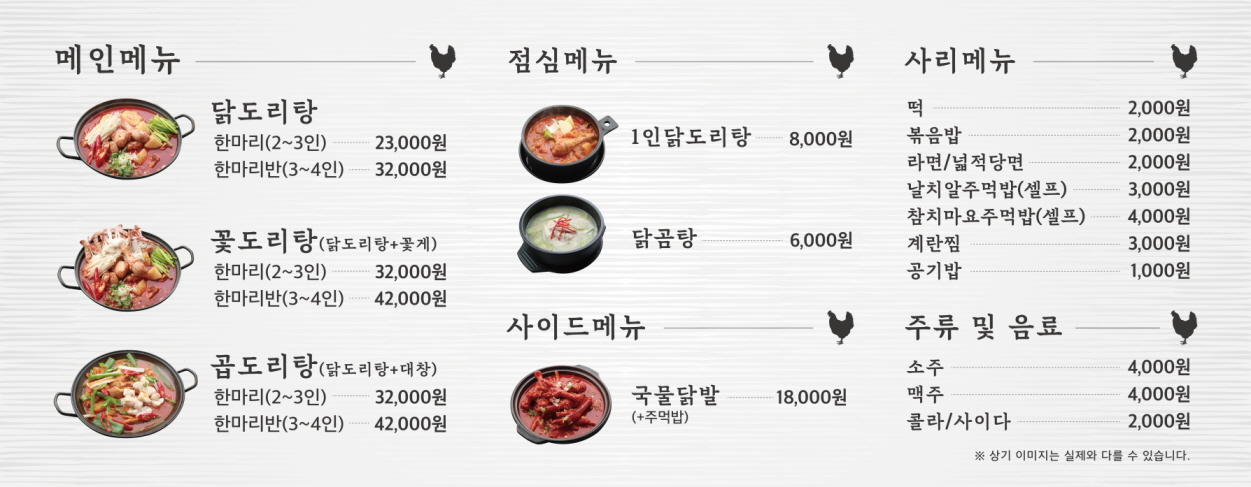 메인메뉴
닭도리탕
한마리(2~3인) 23,000원
한마리반(3~4인) 32,000원
꽃도리탕(닭도리탕+꽃게)
한마리(2~3인) 32,000원
한마리반(3~4인) 42,000원
곱도리탕(닭도리탕+대창)
한마리(2~3인) 32,000원
한마리반(3~4인) 42,000원
점심메뉴
1인닭도리탕 8,000원
닭곰탕 6,000원
사이드메뉴
국물닭발 18,000원
(+주먹밥)
사리메뉴
떡 2,000원
볶음밥 2,000원
라면/넓적당면 2,000원
날치알주먹밥(셀프) 3,000원
참치마요주먹밥(셀프) 4,000원
계란찜 3,000원
공기밥 1,000원
주류 및 음료
소주 4,000원
맥주 4,000원
콜라/사이다 2,000원
※ 상기 이미지는 실제와 다를 수 있습니다.